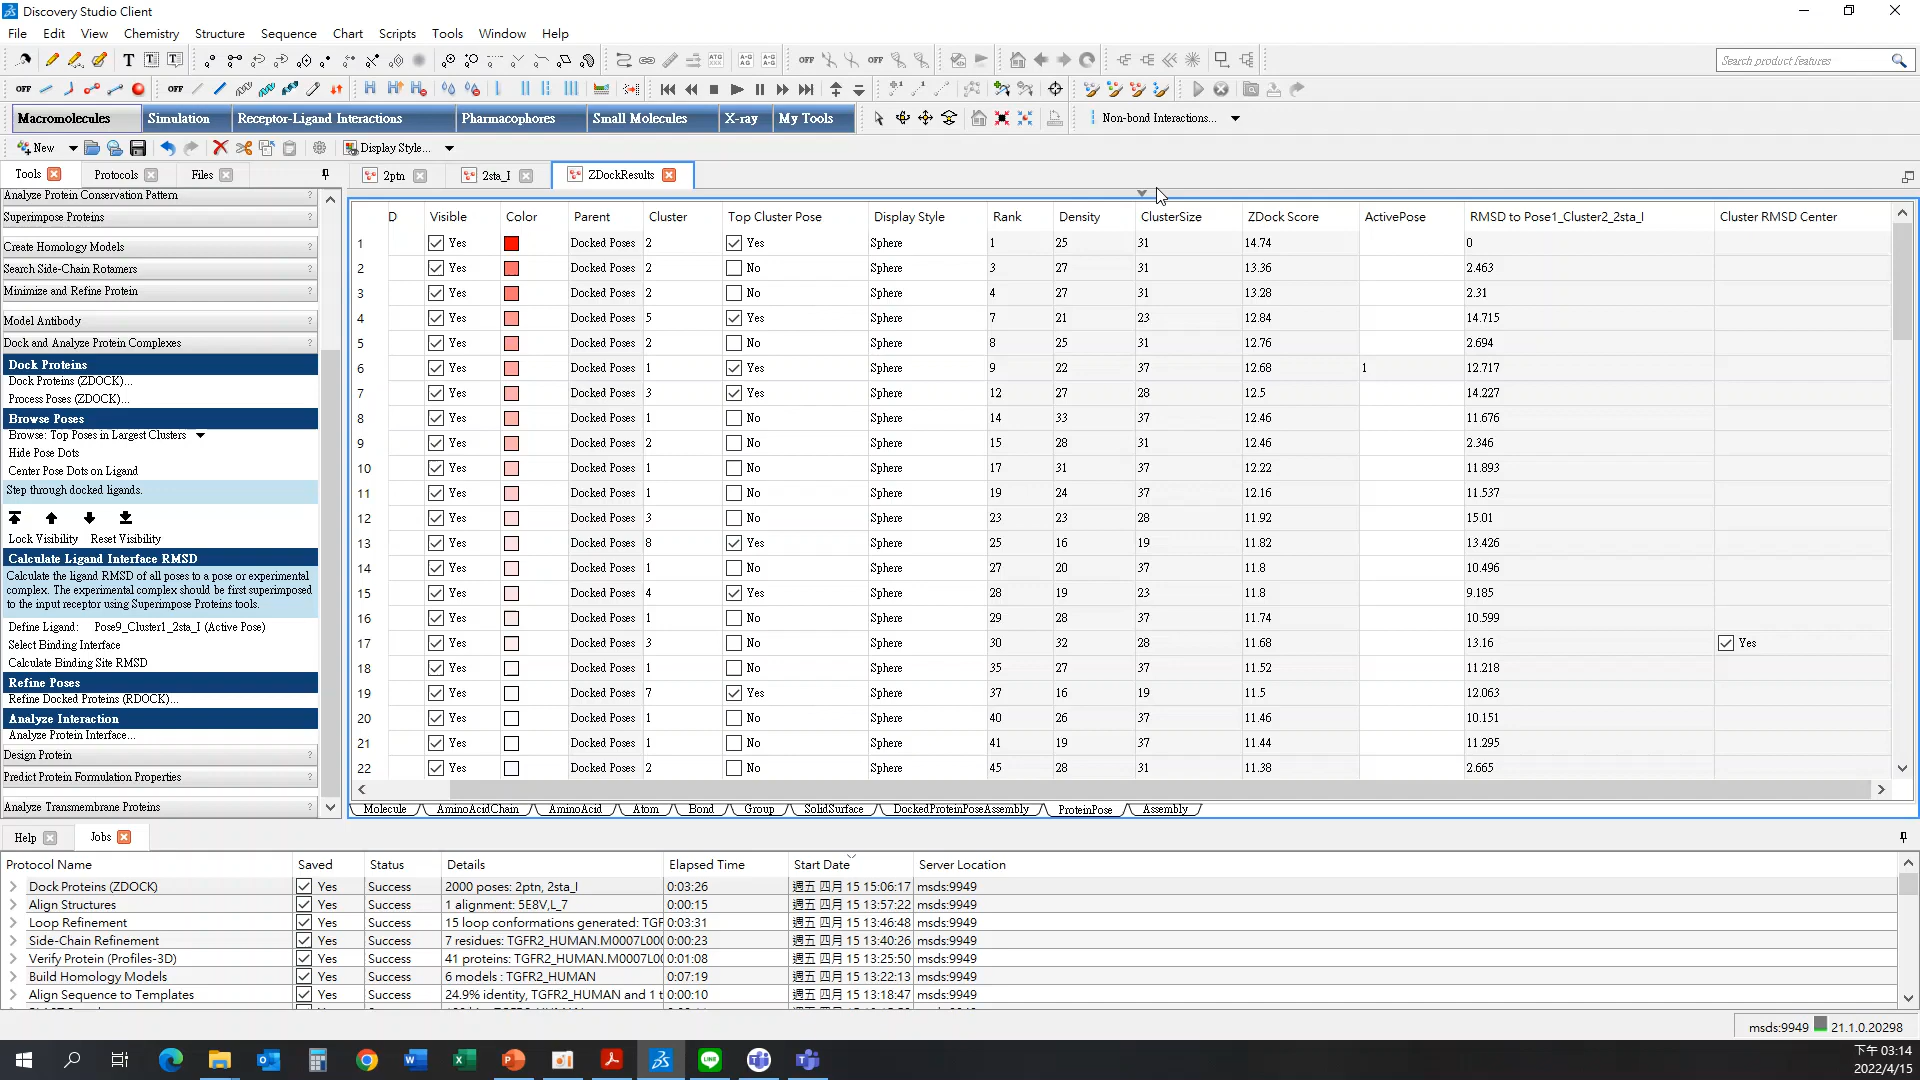 Discovery Studio Client
File Edit View Chemistry Structure Sequence Chart Scripts Tools Window Help
Search product features
Macromolecules Simulation Receptor-Ligand Interactions Pharmacophores Small Molecules X-ray My Tools Non-bond Interactions...
New Display Style...
Tools Protocols Files 2ptn 2sta_I ZDockResults
Analyze Protein Conservation Pattern ?
Superimpose Proteins ?
Create Homology Models ?
Search Side-Chain Rotamers ?
Minimize and Refine Protein ?
Model Antibody ?
Dock and Analyze Protein Complexes ?
Dock Proteins
Dock Proteins (ZDOCK)...
Process Poses (ZDOCK)...
Browse Poses
Browse: Top Poses in Largest Clusters
Hide Pose Dots
Center Pose Dots on Ligand
Step through docked ligands.
Lock Visibility Reset Visibility
Calculate Ligand Interface RMSD
Calculate the ligand RMSD of all poses to a pose or experimental
complex. The experimental complex should be first superimposed
to the input receptor using Superimpose Proteins tools.
Define Ligand: Pose9_Cluster1_2sta_I (Active Pose)
Select Binding Interface
Calculate Binding Site RMSD
Refine Poses
Refine Docked Proteins (RDOCK)...
Analyze Interaction
Analyze Protein Interface...
Design Protein ?
Predict Protein Formulation Properties ?
Analyze Transmembrane Proteins ?
D Visible Color Parent Cluster Top Cluster Pose Display Style Rank Density ClusterSize ZDock Score ActivePose RMSD to Pose1_Cluster2_2sta_I Cluster RMSD Center
1 Yes Docked Poses 2 Yes Sphere 1 25 31 14.74 0
2 Yes Docked Poses 2 No Sphere 3 27 31 13.36 2.463
3 Yes Docked Poses 2 No Sphere 4 27 31 13.28 2.31
4 Yes Docked Poses 5 Yes Sphere 7 21 23 12.84 14.715
5 Yes Docked Poses 2 No Sphere 8 25 31 12.76 2.694
6 Yes Docked Poses 1 Yes Sphere 9 22 37 12.68 1 12.717
7 Yes Docked Poses 3 Yes Sphere 12 27 28 12.5 14.227
8 Yes Docked Poses 1 No Sphere 14 33 37 12.46 11.676
9 Yes Docked Poses 2 No Sphere 15 28 31 12.46 2.346
10 Yes Docked Poses 1 No Sphere 17 31 37 12.22 11.893
11 Yes Docked Poses 1 No Sphere 19 24 37 12.16 11.537
12 Yes Docked Poses 3 No Sphere 23 23 28 11.92 15.01
13 Yes Docked Poses 8 Yes Sphere 25 16 19 11.82 13.426
14 Yes Docked Poses 1 No Sphere 27 20 37 11.8 10.496
15 Yes Docked Poses 4 Yes Sphere 28 19 23 11.8 9.185
16 Yes Docked Poses 1 No Sphere 29 28 37 11.74 10.599
17 Yes Docked Poses 3 No Sphere 30 32 28 11.68 13.16 Yes
18 Yes Docked Poses 1 No Sphere 35 27 37 11.52 11.218
19 Yes Docked Poses 7 Yes Sphere 37 16 19 11.5 12.063
20 Yes Docked Poses 1 No Sphere 40 26 37 11.46 10.151
21 Yes Docked Poses 1 No Sphere 41 19 37 11.44 11.295
22 Yes Docked Poses 2 No Sphere 45 28 31 11.38 2.665
Molecule AminoAcidChain AminoAcid Atom Bond Group SolidSurface DockedProteinPoseAssembly ProteinPose Assembly
Help Jobs
Protocol Name Saved Status Details Elapsed Time Start Date Server Location
Dock Proteins (ZDOCK) Yes Success 2000 poses: 2ptn, 2sta_I 0:03:26 週五 四月 15 15:06:17 msds:9949
Align Structures Yes Success 1 alignment: 5E8V,L_7 0:00:15 週五 四月 15 13:57:22 msds:9949
Loop Refinement Yes Success 15 loop conformations generated: TGF 0:03:31 週五 四月 15 13:46:48 msds:9949
Side-Chain Refinement Yes Success 7 residues: TGFR2_HUMAN.M0007L00 0:00:23 週五 四月 15 13:40:26 msds:9949
Verify Protein (Profiles-3D) Yes Success 41 proteins: TGFR2_HUMAN.M0007L00 0:01:08 週五 四月 15 13:25:50 msds:9949
Build Homology Models Yes Success 6 models : TGFR2_HUMAN 0:07:19 週五 四月 15 13:22:13 msds:9949
Align Sequence to Templates Yes Success 24.9% identity, TGFR2_HUMAN and 1 t 0:00:10 週五 四月 15 13:18:47 msds:9949
msds:9949 21.1.0.20298
下午 03:14
2022/4/15